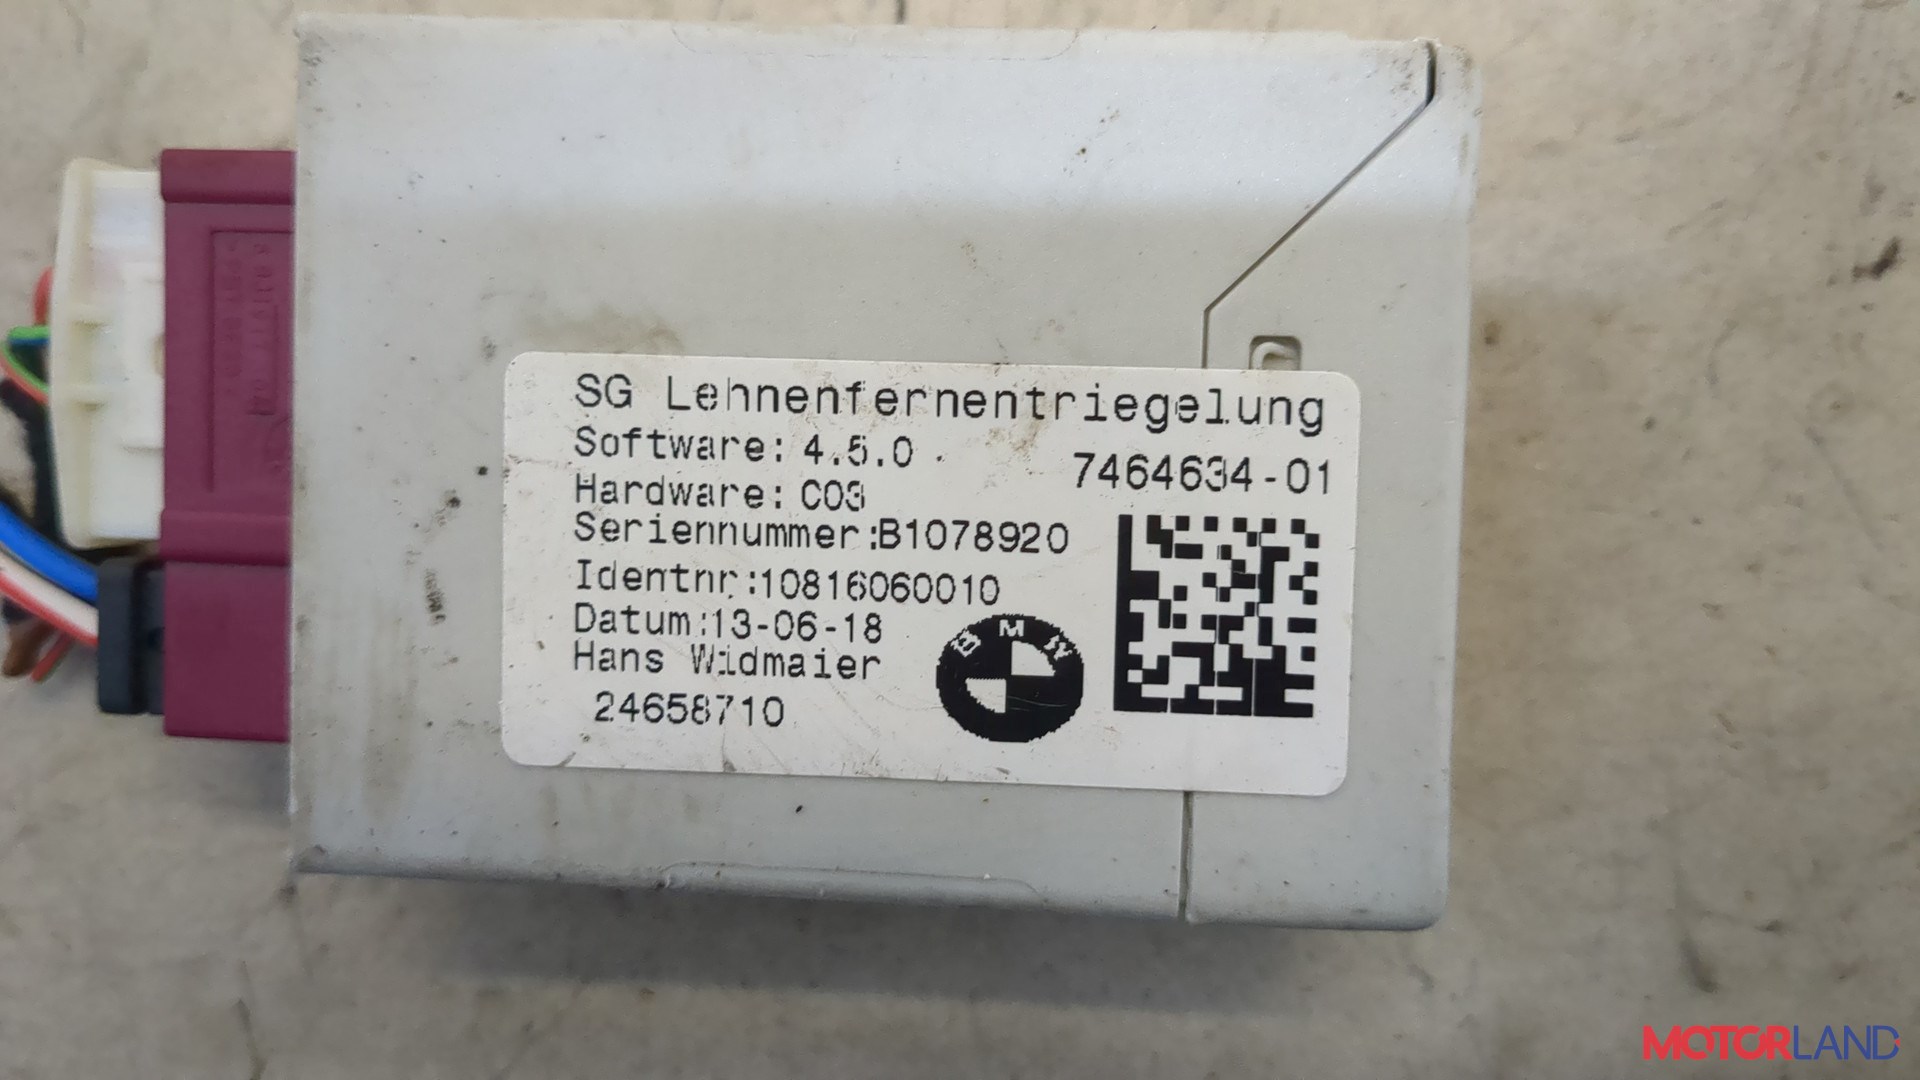 SG Lehnenfernentriegelung
Software: 4.5.0
7464634-01
Hardware: C03
Seriennummer:B1078920
Identnr.:10816060010
Datum:13-06-18
Hans Widmaier
24658710
BMW
MOTORLAND